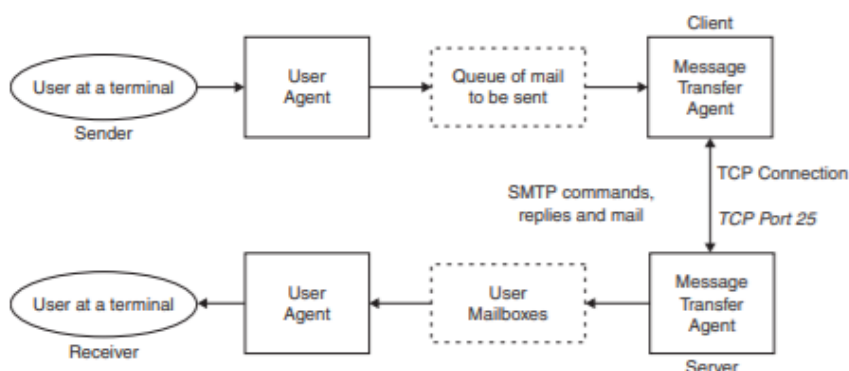 Client
User at a terminal
User
Agent
Queue of mail
to be sent
Message
Transfer
Agent
Sender
SMTP commands,
replies and mail
TCP Connection
TCP Port 25
User at a terminal
User
Agent
User
Mailboxes
Message
Transfer
Agent
Receiver
Server